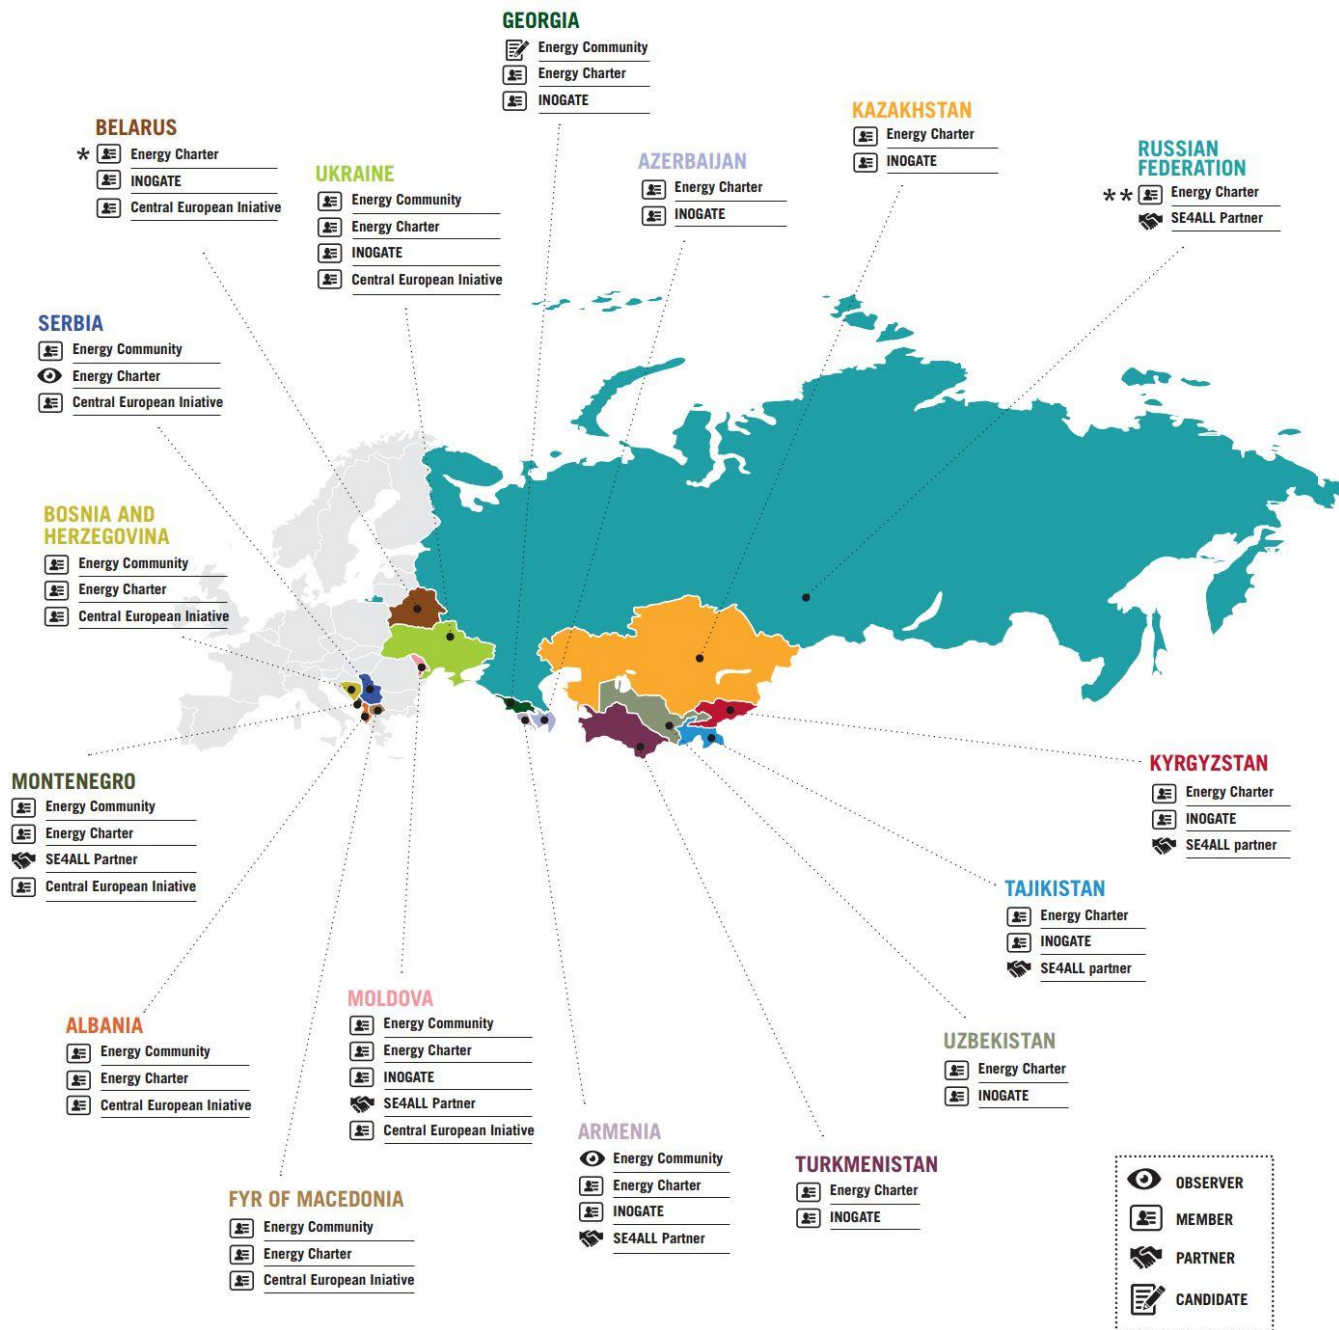 GEORGIA
Energy Community
Energy Charter
INOGATE
BELARUS
* Energy Charter
INOGATE
Central European Iniative
UKRAINE
Energy Community
Energy Charter
INOGATE
Central European Iniative
AZERBAIJAN
Energy Charter
INOGATE
KAZAKHSTAN
Energy Charter
INOGATE
RUSSIAN
FEDERATION
** Energy Charter
SE4ALL Partner
SERBIA
Energy Community
Energy Charter
Central European Iniative
BOSNIA AND
HERZEGOVINA
Energy Community
Energy Charter
Central European Iniative
MONTENEGRO
Energy Community
Energy Charter
SE4ALL Partner
Central European Iniative
KYRGYZSTAN
Energy Charter
INOGATE
SE4ALL partner
TAJIKISTAN
Energy Charter
INOGATE
SE4ALL partner
ALBANIA
Energy Community
Energy Charter
Central European Iniative
MOLDOVA
Energy Community
Energy Charter
INOGATE
SE4ALL Partner
Central European Iniative
UZBEKISTAN
Energy Charter
INOGATE
ARMENIA
Energy Community
Energy Charter
INOGATE
SE4ALL Partner
TURKMENISTAN
Energy Charter
INOGATE
FYR OF MACEDONIA
Energy Community
Energy Charter
Central European Iniative
OBSERVER
MEMBER
PARTNER
CANDIDATE